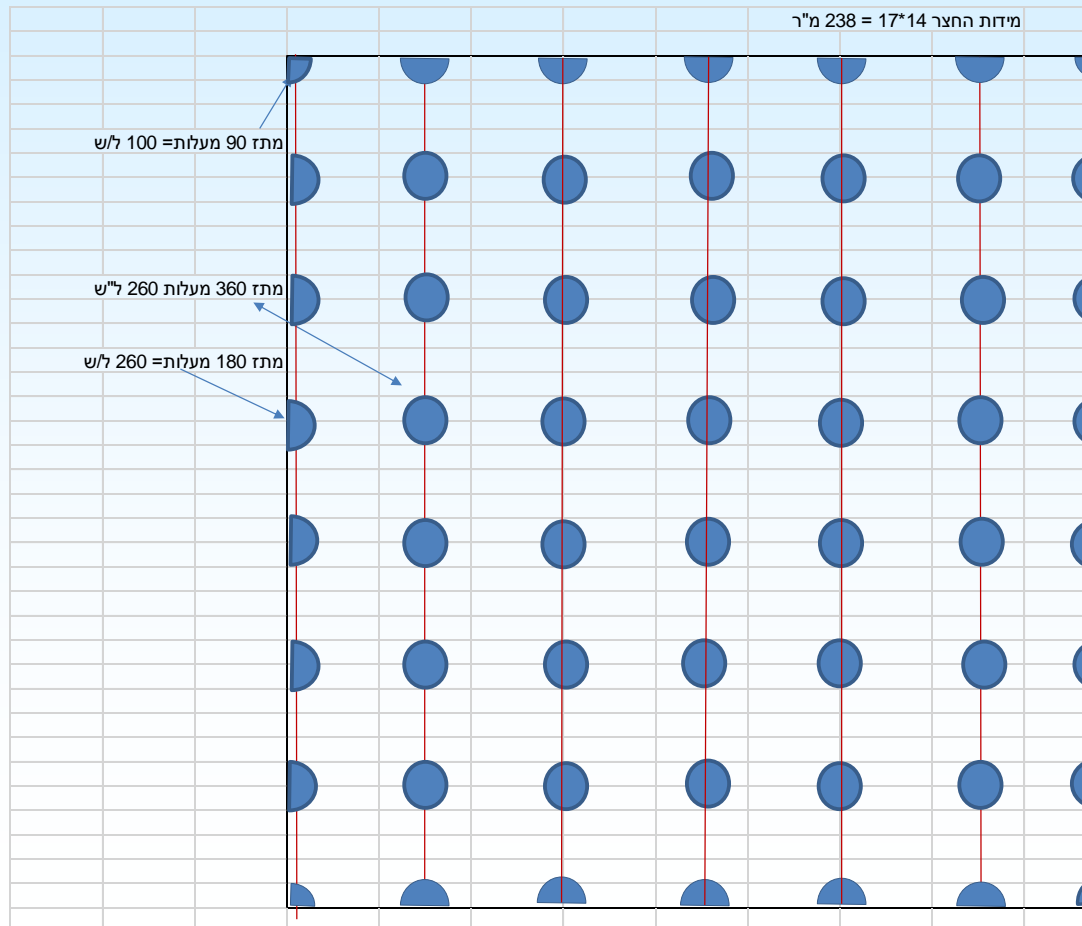 מידות החצר 14*17 = 238 מ"ר
מתז 90 מעלות= 100 ל/ש
מתז 360 מעלות 260 ל"ש
מתז 180 מעלות= 260 ל/ש